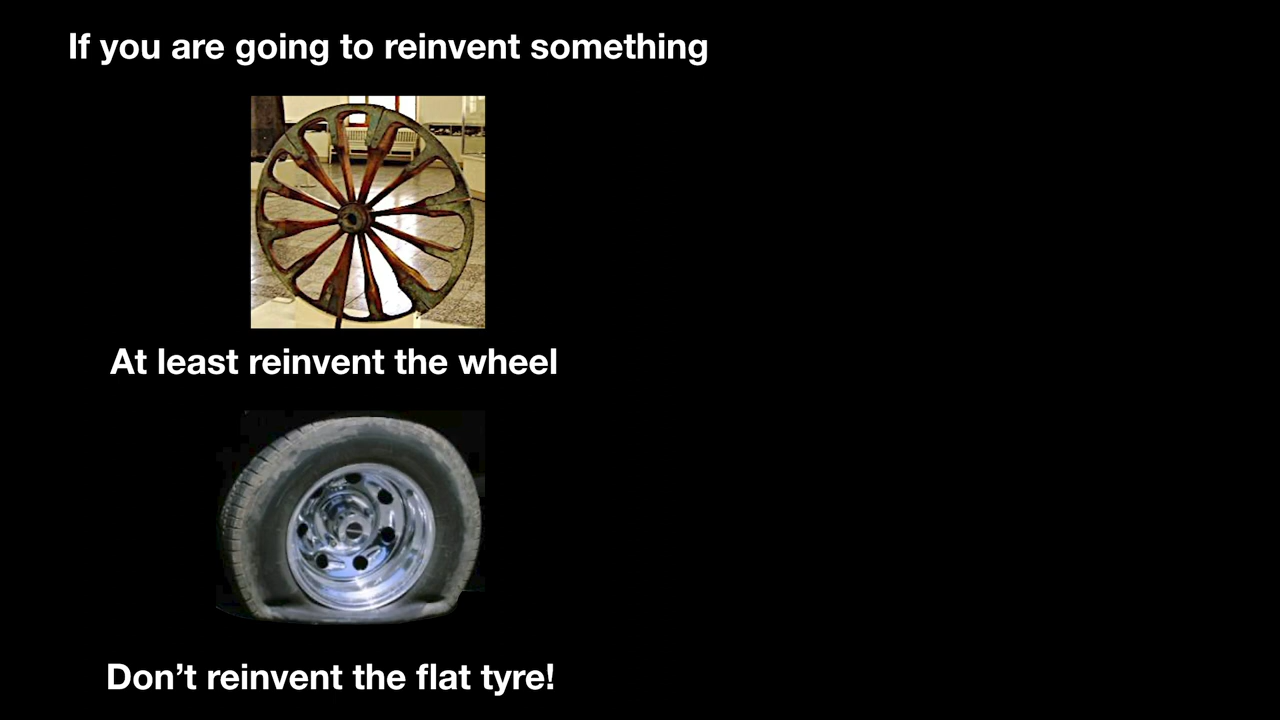 If you are going to reinvent something
At least reinvent the wheel
Don’t reinvent the flat tyre!